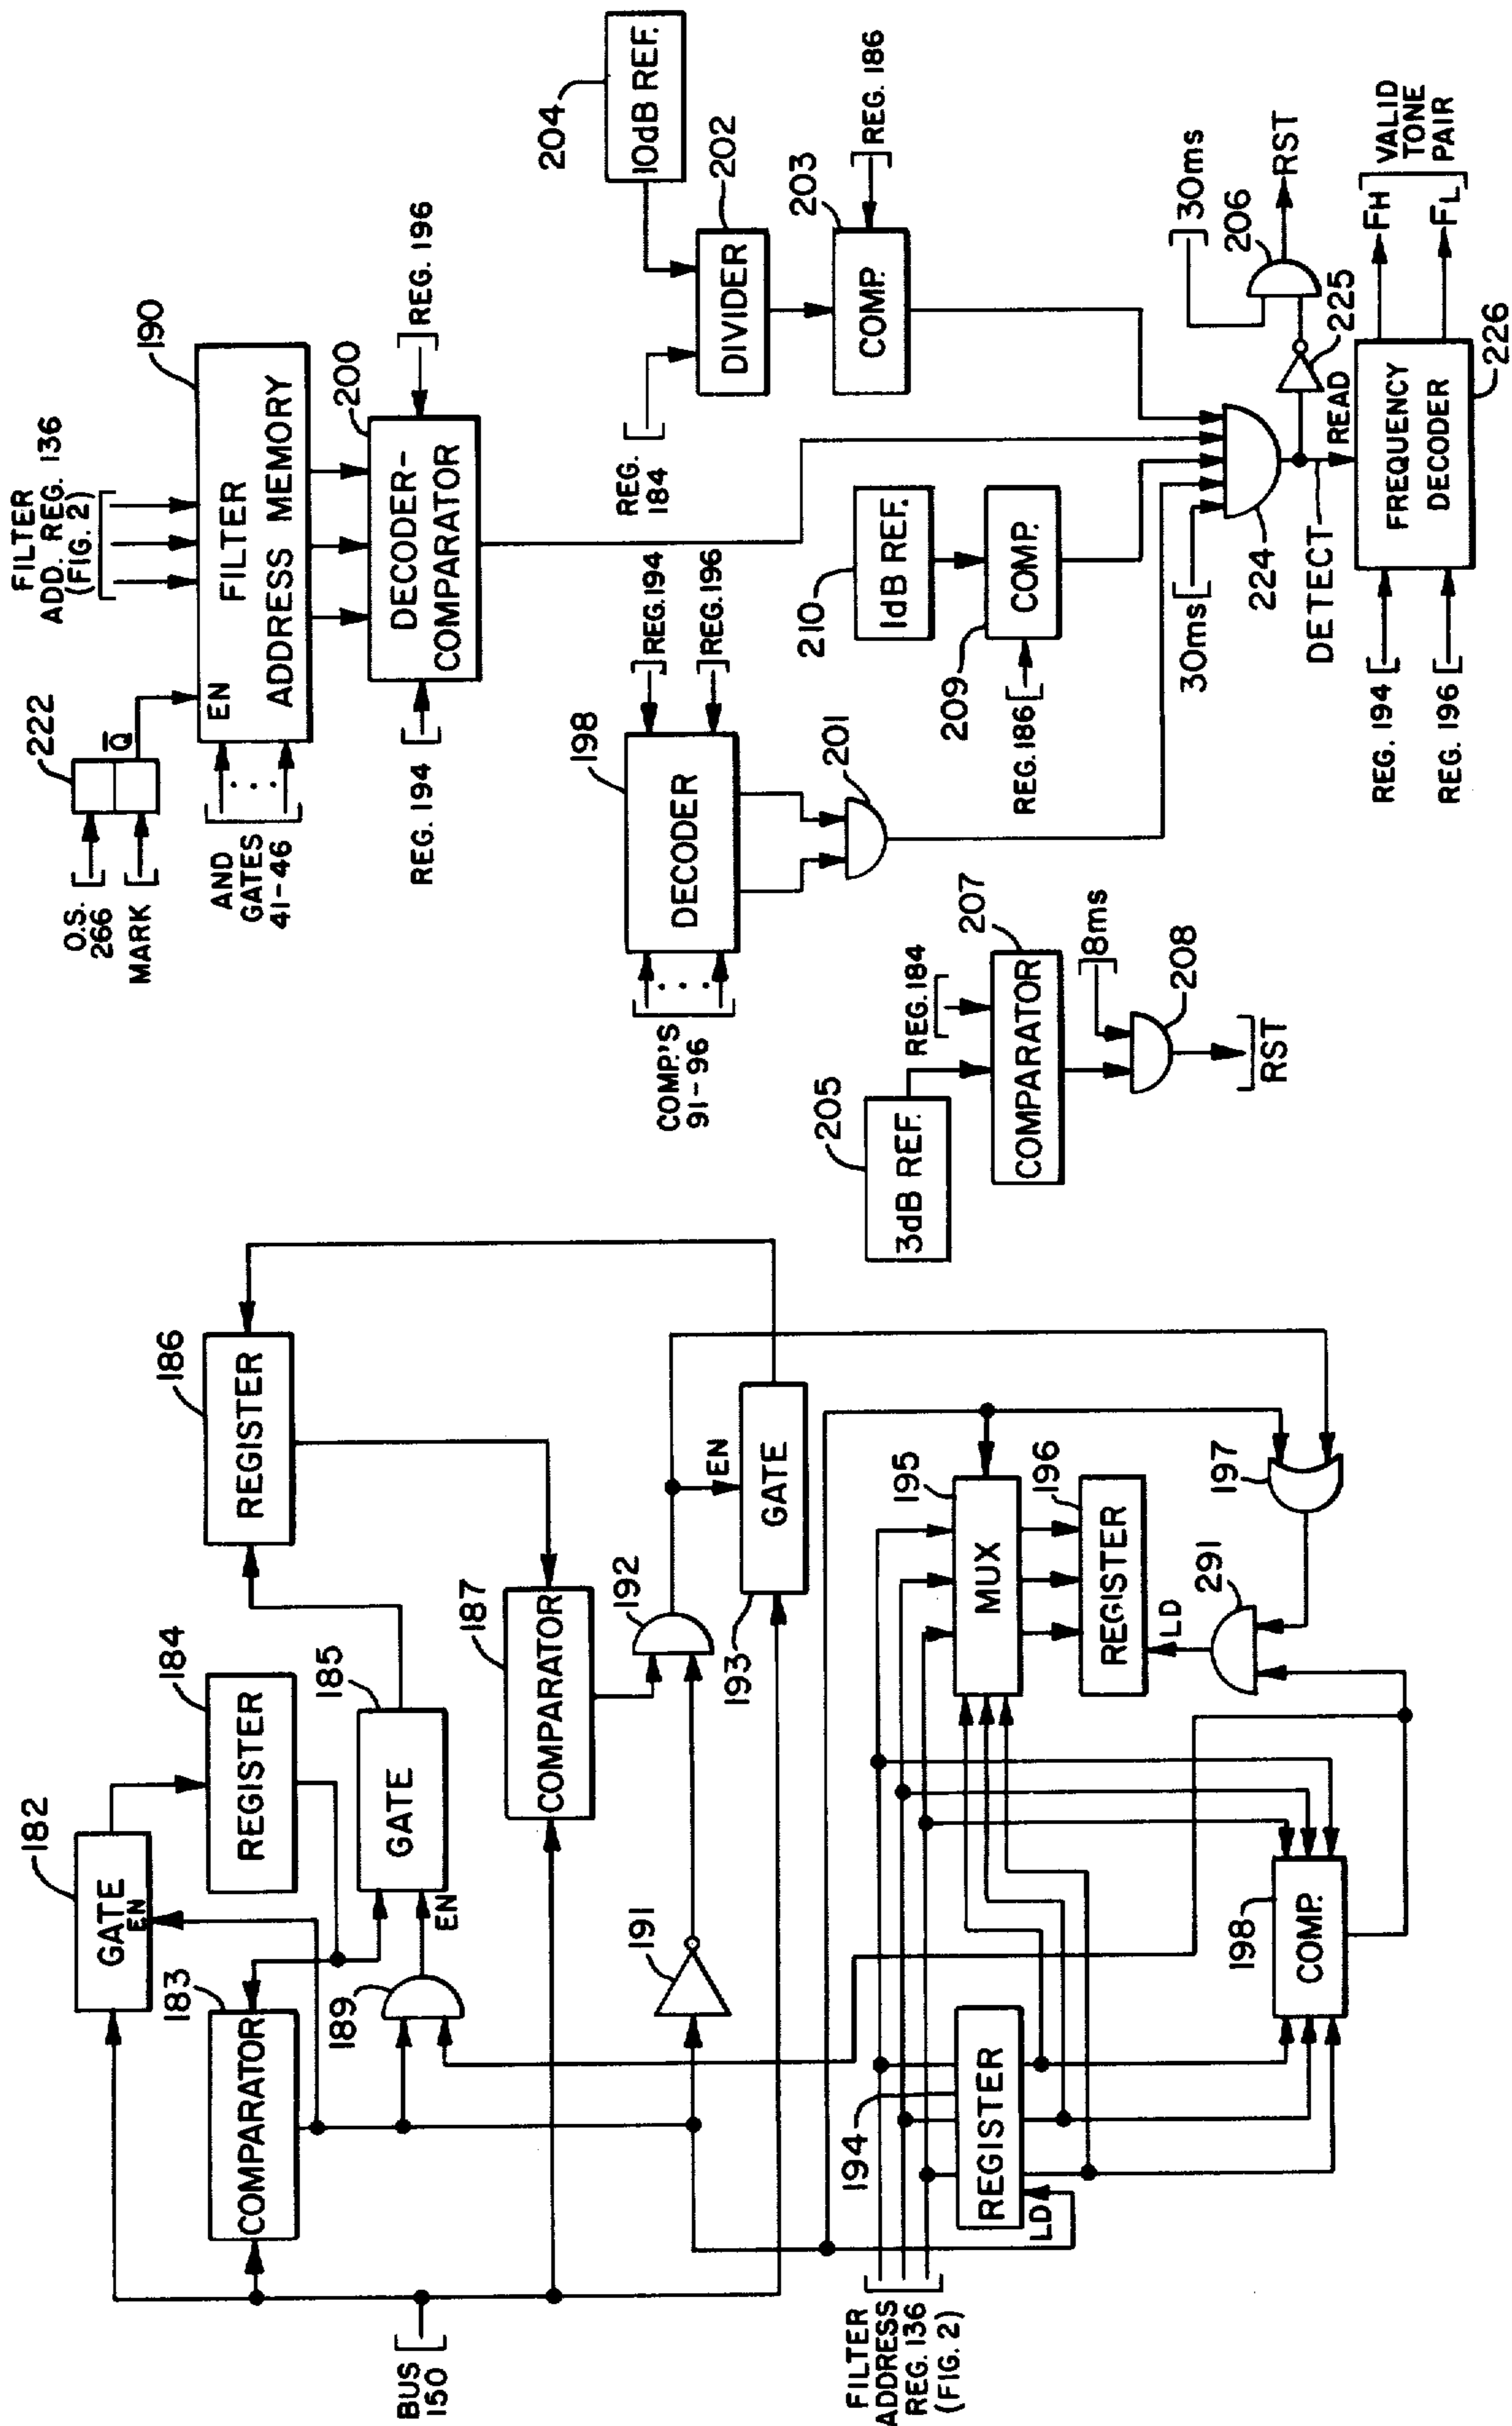 BUS
150
182
GATE
EN
183
COMPARATOR
184
REGISTER
185
GATE
EN
189
186
REGISTER
187
COMPARATOR
191
192
193
EN
GATE
FILTER
ADDRESS
REG. 136
(FIG. 2)
194
REGISTER
LD
195
MUX
196
REGISTER
LD
291
197
198
COMP.
O.S.
266
MARK
222
Q̅
FILTER
ADD. REG. 136
(FIG. 2)
190
EN
FILTER
ADDRESS MEMORY
AND
GATES
41-46
200
DECODER-
COMPARATOR
REG. 194
REG. 196
COMP.'S
91-96
198
DECODER
REG.194
REG.196
201
205
3dB REF.
REG.184
207
COMPARATOR
8ms
208
RST
204
10dB REF.
REG.
184
202
DIVIDER
203
COMP.
REG. 186
210
1dB REF.
209
COMP.
REG.186
30ms
224
DETECT
READ
225
30ms
206
RST
REG. 194
REG. 196
FREQUENCY
DECODER
226
FH
FL
VALID
TONE
PAIR